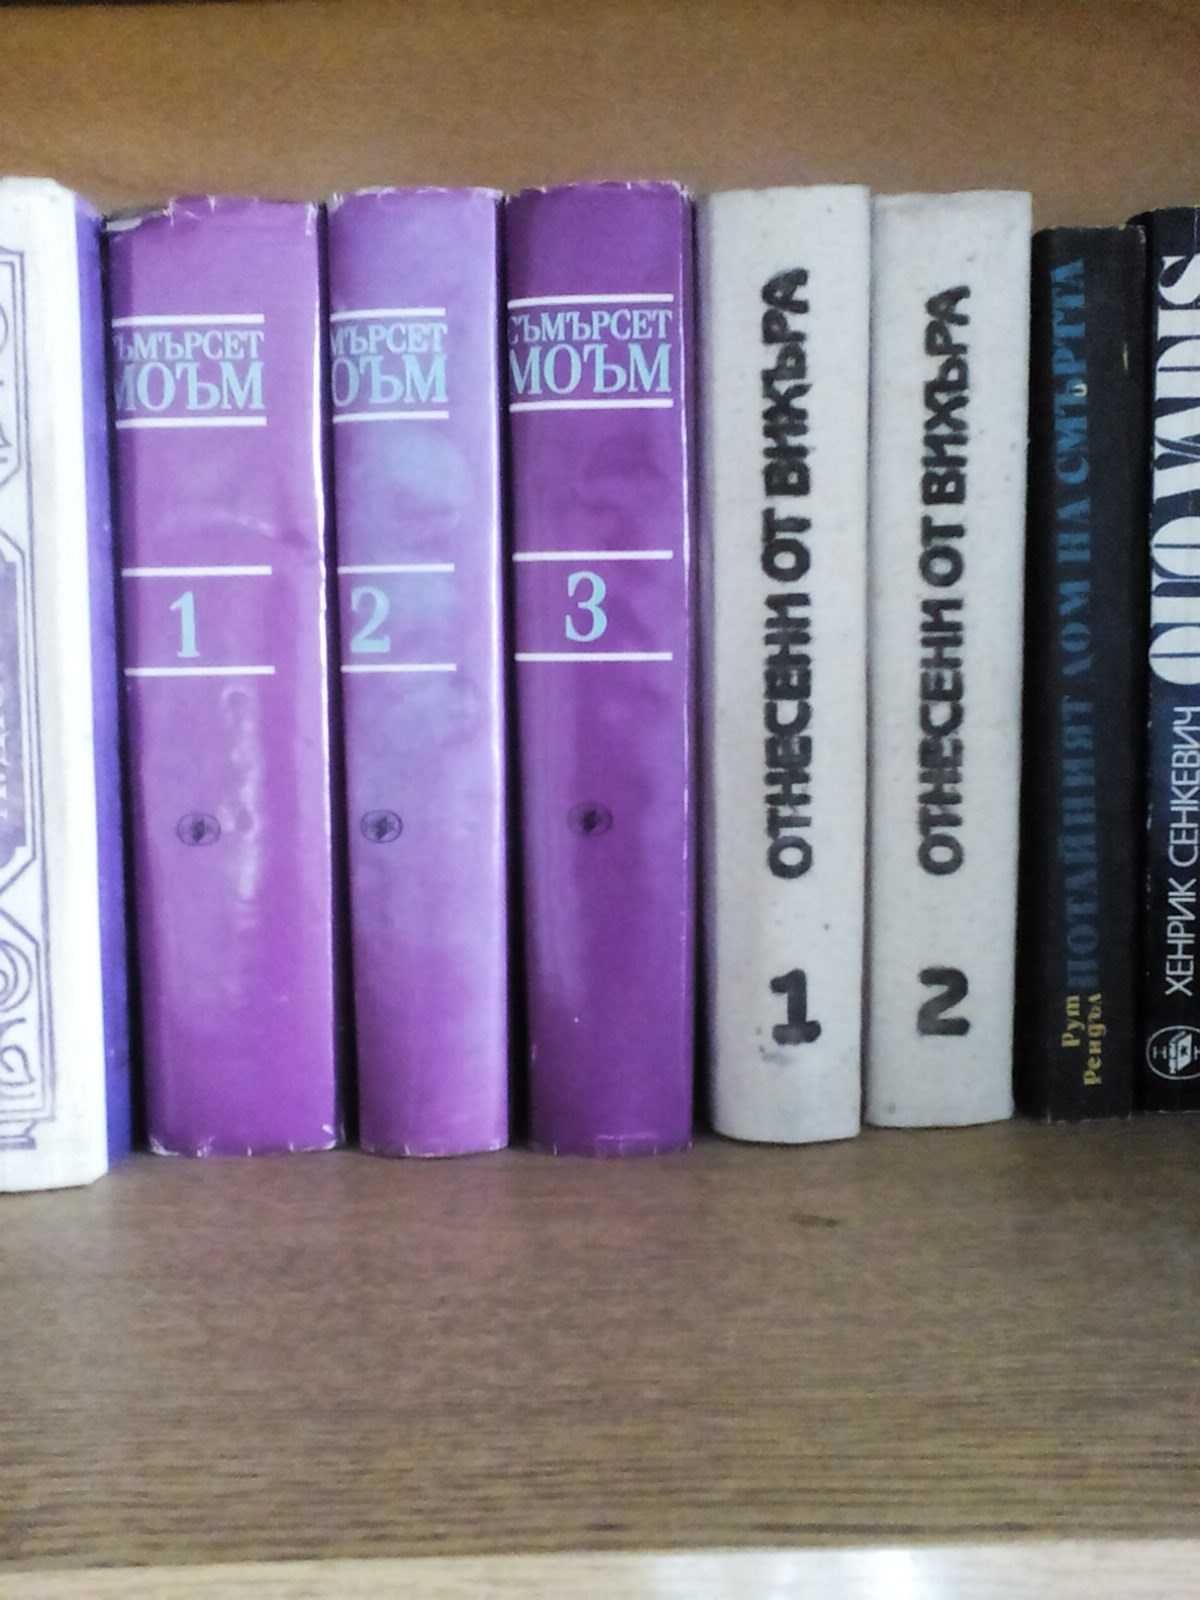 ЪМЪРСЕТ
МОЪМ
1
МЪРСЕТ
ОЪМ
2
СЪМЪРСЕТ
МОЪМ
3
ОТНЕСЕНИ ОТ ВИХЪРА
1
ОТНЕСЕНИ ОТ ВИХЪРА
2
Рут
Рендъл
ПОТАЙНИЯТ ДОМ НА СМЪРТТА
ХЕНРИК СЕНКЕВИЧ
QUO VADIS